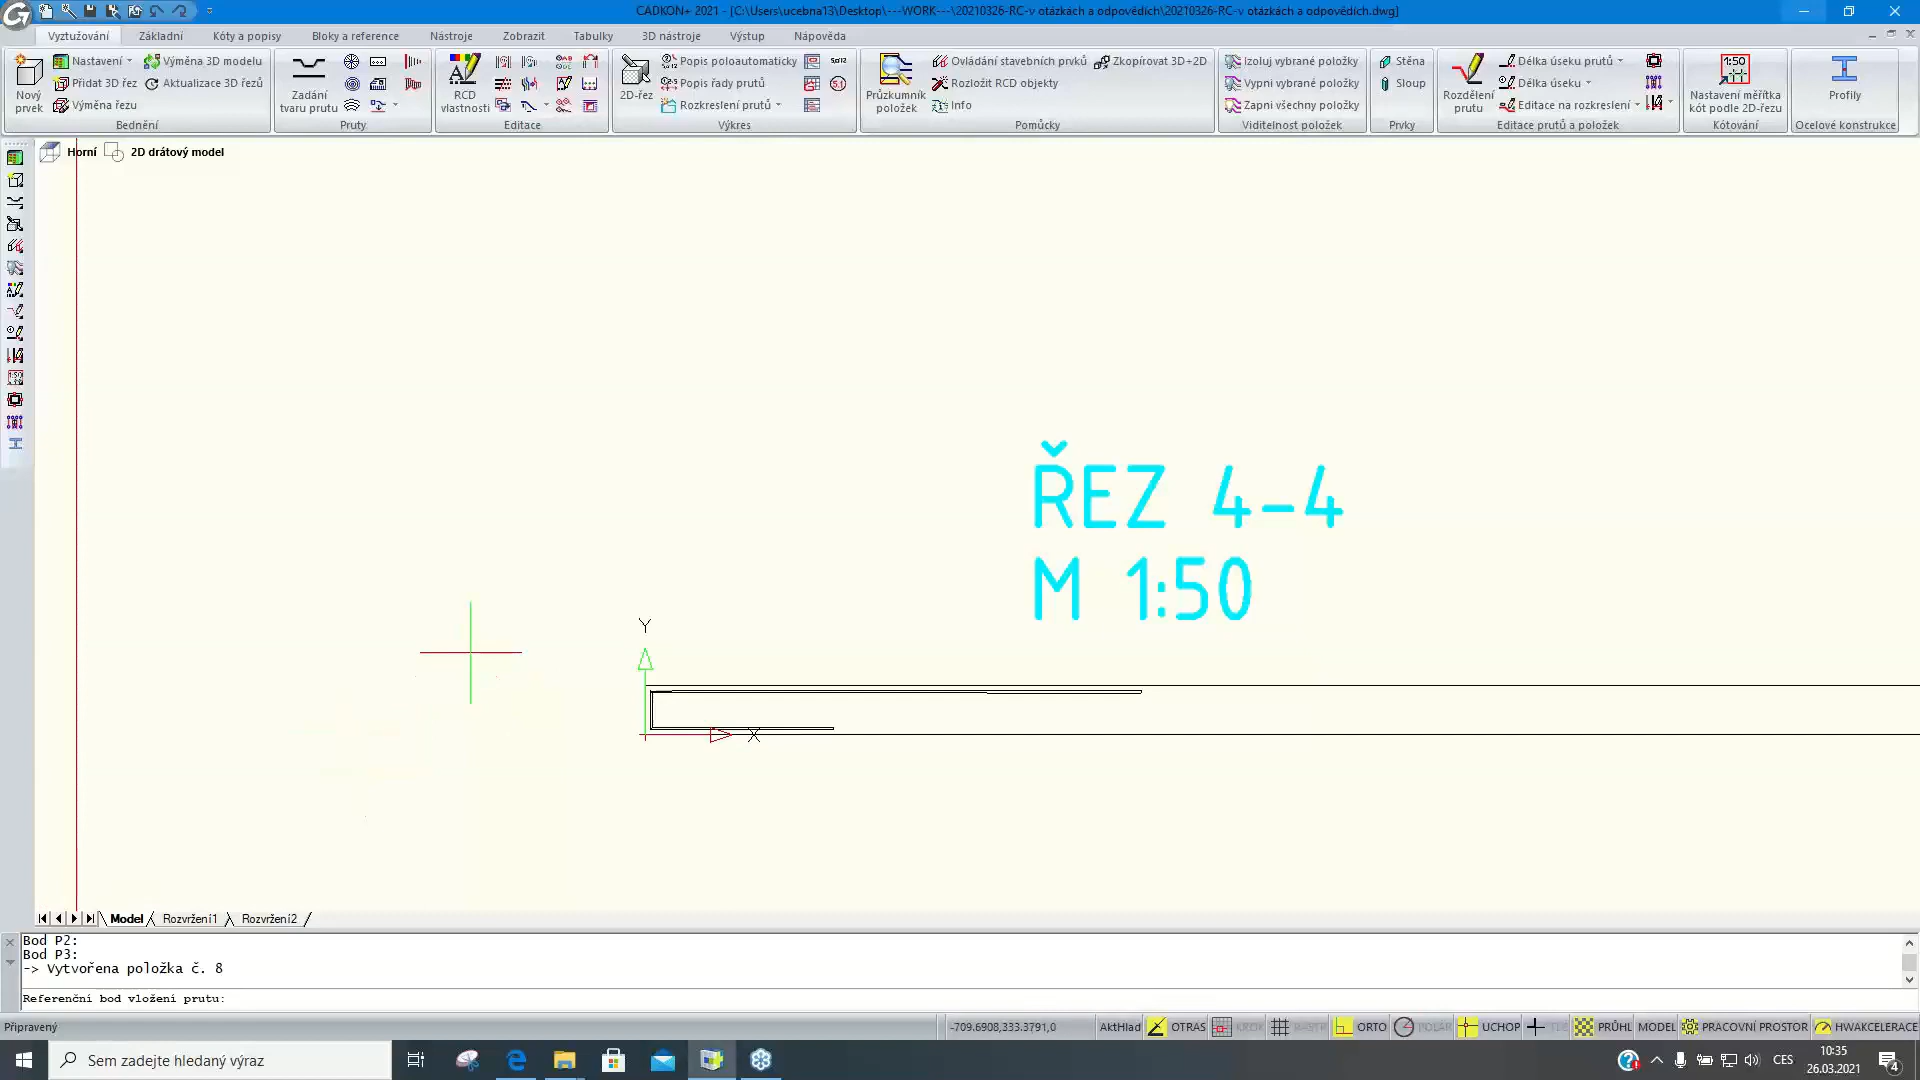 CADKON+ 2021 - [C:\Users\ucebna13\Desktop\---WORK---\20210326-RC-v otázkách a odpovědích\20210326-RC-v otázkách a odpovědích.dwg]
Vyztužování Základní Kóty a popisy Bloky a reference Nástroje Zobrazit Tabulky 3D nástroje Výstup Nápověda
Nový prvek
Nastavení
Výměna 3D modelu
Přidat 3D řez
Aktualizace 3D řezů
Výměna řezu
Bednění
Zadání tvaru prutu
Pruty
RCD vlastnosti
Editace
2D-řez
Popis poloautomaticky
Popis řady prutů
Rozkreslení prutů
Výkres
Průzkumník položek
Ovládání stavebních prvků
Zkopírovat 3D+2D
Rozložit RCD objekty
Info
Pomůcky
Izoluj vybrané položky
Vypni vybrané položky
Zapni všechny položky
Viditelnost položek
Stěna
Sloup
Prvky
Rozdělení prutu
Délka úseku prutů
Délka úseku
Editace na rozkreslení
Editace prutů a položek
1:50
Nastavení měřítka kót podle 2D-řezu
Kótování
Profily
Ocelové konstrukce
Horní 2D drátový model
ŘEZ 4-4
M 1:50
Y
X
Model Rozvržení1 Rozvržení2
Bod P2:
Bod P3:
-> Vytvořena položka č. 8
Referenční bod vložení prutu:
Připravený -709.6908,333.3791,0 AktHlad OTRAS KROK RASTR ORTO POLÁR UCHOP PRŮHL MODEL PRACOVNÍ PROSTOR HWAKCELERACE
Sem zadejte hledaný výraz
CES
10:35
26.03.2021
4